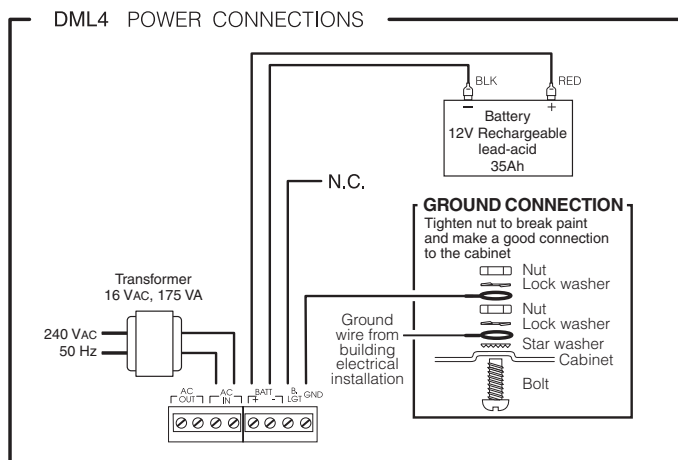 DML4 POWER CONNECTIONS
BLK
RED
−
+
Battery
12V Rechargeable
lead-acid
35Ah
N.C.
GROUND CONNECTION
Tighten nut to break paint
and make a good connection
to the cabinet
Nut
Lock washer
Nut
Lock washer
Star washer
Cabinet
Bolt
Ground
wire from
building
electrical
installation
Transformer
16 VAC, 175 VA
240 VAC
50 Hz
AC
OUT
AC
IN
BATT
+ -
B.
LGT
GND